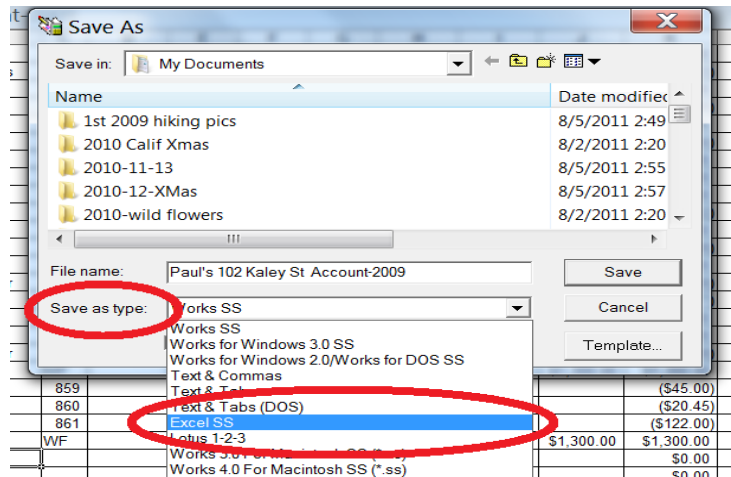 Save As
Save in: My Documents
Name Date modified
1st 2009 hiking pics 8/5/2011 2:49
2010 Calif Xmas 8/2/2011 2:20
2010-11-13 8/5/2011 2:55
2010-12-XMas 8/5/2011 2:57
2010-wild flowers 8/2/2011 2:20
File name: Paul's 102 Kaley St Account-2009 Save
Save as type: Works SS Cancel
Works SS
Works for Windows 3.0 SS
Works for Windows 2.0/Works for DOS SS
Template...
Text & Commas
Text & Tabs
859 ($45.00)
860 Text & Tabs (DOS) ($20.45)
861 Excel SS ($122.00)
WF Lotus 1-2-3 $1,300.00 $1,300.00
$0.00
Works 4.0 For Macintosh SS (*.ss)
$0.00